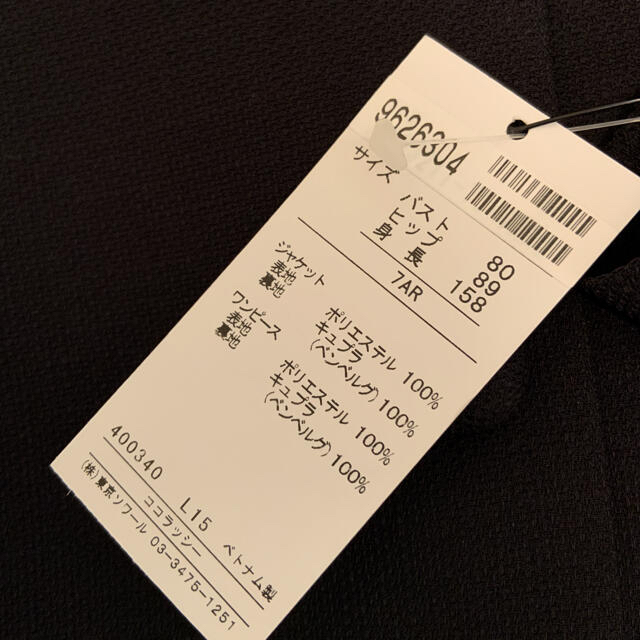 9626304
サイズ バスト 80
ヒップ 89
身長 158
7AR
ジャケット
表地 ポリエステル 100%
裏地 キュプラ
(ベンベルグ) 100%
ワンピース
表地 ポリエステル 100%
裏地 キュプラ
(ベンベルグ) 100%
400340 L15 ベトナム製
ココラッシー
(株)東京ソワール 03-3475-1251